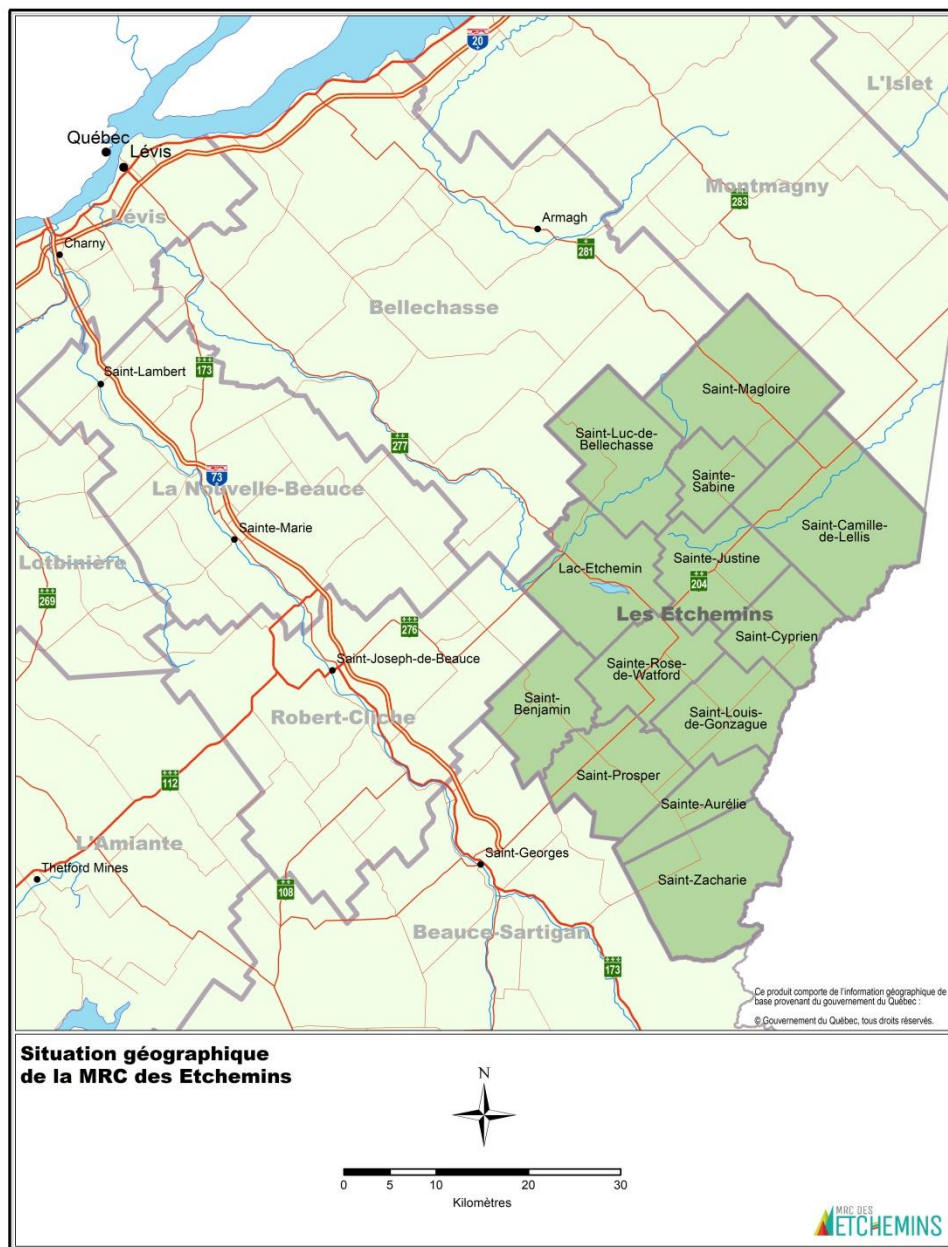 20
L'Islet
Québec
Lévis
Montmagny
283
Lévis
Armagh
Charny
281
Bellechasse
Saint-Lambert
173
Saint-Magloire
Saint-Luc-de-
Bellechasse
277
73
La Nouvelle-Beauce
Sainte-
Sabine
Saint-Camille-
de-Lellis
Sainte-Marie
Lotbinière
Lac-Etchemin
Sainte-Justine
204
269
Les Etchemins
276
Saint-Cyprien
Saint-Joseph-de-Beauce
Sainte-Rose-
de-Watford
Saint-
Benjamin
Robert-Cliche
Saint-Louis-
de-Gonzague
112
Saint-Prosper
Sainte-Aurélie
L'Amiante
Thetford Mines
Saint-Georges
Saint-Zacharie
108
Beauce-Sartigan
173
Ce produit comporte de l'information géographique de
base provenant du gouvernement du Québec :
© Gouvernement du Québec, tous droits réservés.
Situation géographique
de la MRC des Etchemins
N
0 5 10 20 30
Kilomètres
MRC DES
ETCHEMINS